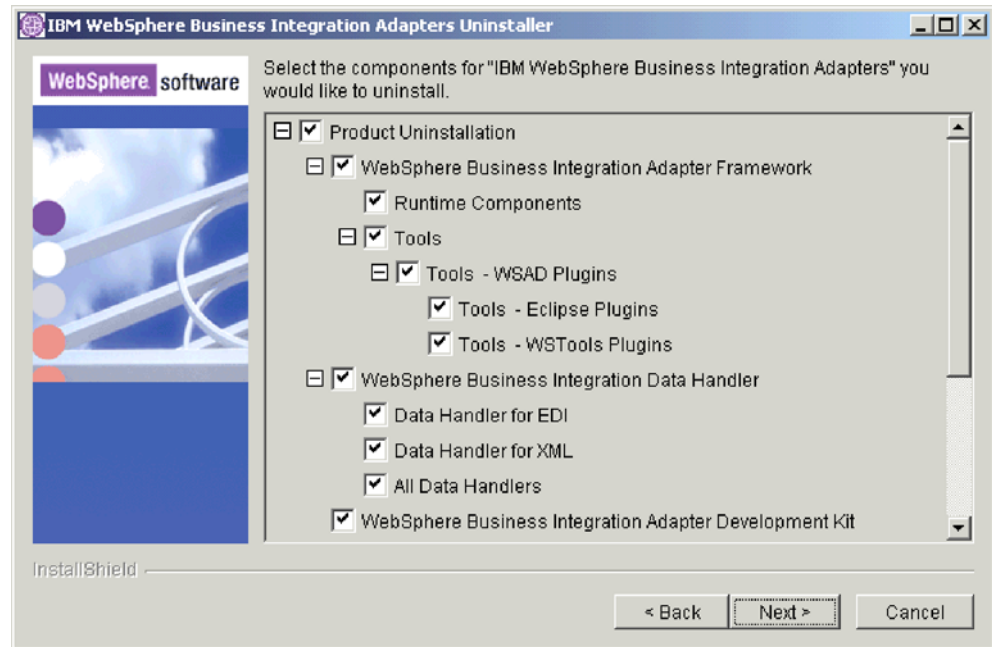 IBM WebSphere Business Integration Adapters Uninstaller
WebSphere. software
Select the components for "IBM WebSphere Business Integration Adapters" you
would like to uninstall.
Product Uninstallation
WebSphere Business Integration Adapter Framework
Runtime Components
Tools
Tools - WSAD Plugins
Tools - Eclipse Plugins
Tools - WSTools Plugins
WebSphere Business Integration Data Handler
Data Handler for EDI
Data Handler for XML
All Data Handlers
WebSphere Business Integration Adapter Development Kit
InstallShield
< Back
Next >
Cancel